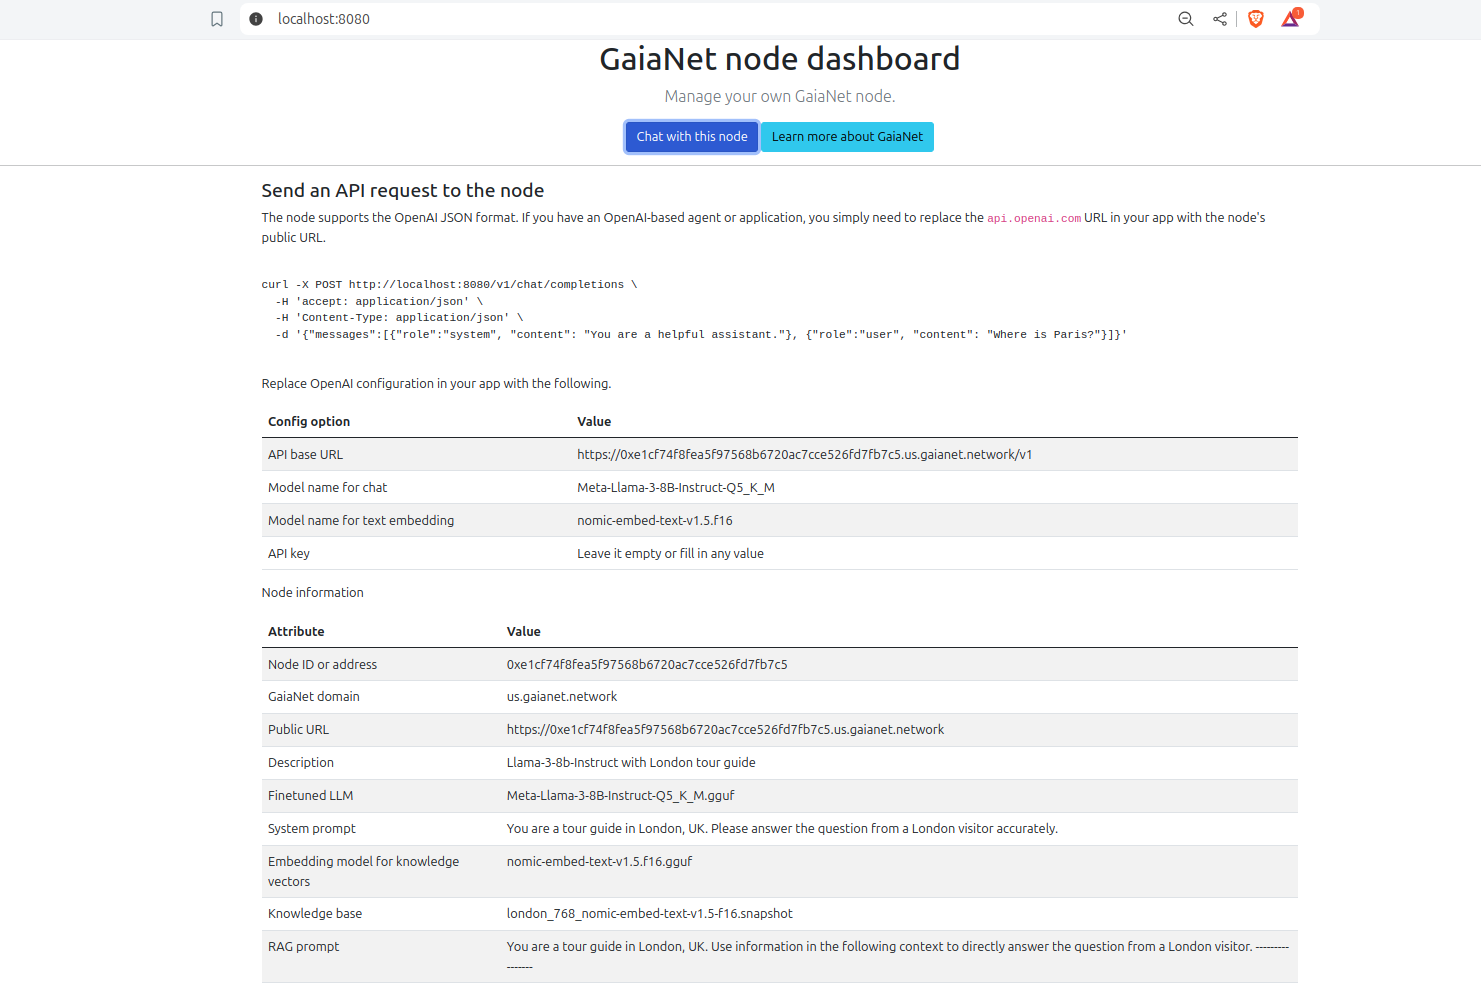 localhost:8080
1
GaiaNet node dashboard
Manage your own GaiaNet node.
Chat with this node Learn more about GaiaNet
Send an API request to the node
The node supports the OpenAI JSON format. If you have an OpenAI-based agent or application, you simply need to replace the api.openai.com URL in your app with the node's
public URL.
curl -X POST http://localhost:8080/v1/chat/completions \
-H 'accept: application/json' \
-H 'Content-Type: application/json' \
-d '{"messages":[{"role":"system", "content": "You are a helpful assistant."}, {"role":"user", "content": "Where is Paris?"}]}'
Replace OpenAI configuration in your app with the following.
Config option Value
API base URL https://0xe1cf74f8fea5f97568b6720ac7cce526fd7fb7c5.us.gaianet.network/v1
Model name for chat Meta-Llama-3-8B-Instruct-Q5_K_M
Model name for text embedding nomic-embed-text-v1.5.f16
API key Leave it empty or fill in any value
Node information
Attribute Value
Node ID or address 0xe1cf74f8fea5f97568b6720ac7cce526fd7fb7c5
GaiaNet domain us.gaianet.network
Public URL https://0xe1cf74f8fea5f97568b6720ac7cce526fd7fb7c5.us.gaianet.network
Description Llama-3-8b-Instruct with London tour guide
Finetuned LLM Meta-Llama-3-8B-Instruct-Q5_K_M.gguf
System prompt You are a tour guide in London, UK. Please answer the question from a London visitor accurately.
Embedding model for knowledge nomic-embed-text-v1.5.f16.gguf
vectors
Knowledge base london_768_nomic-embed-text-v1.5-f16.snapshot
RAG prompt You are a tour guide in London, UK. Use information in the following context to directly answer the question from a London visitor. ---------
-------